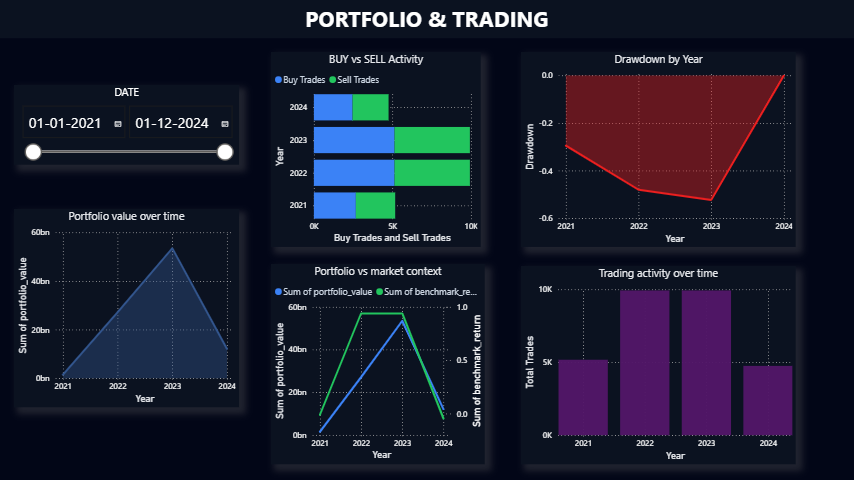 PORTFOLIO & TRADING
DATE
01-01-2021 01-12-2024
Portfolio value over time
Sum of portfolio_value
60bn
40bn
20bn
0bn
2021 2022 2023 2024
Year
BUY vs SELL Activity
Buy Trades Sell Trades
Year
2024
2023
2022
2021
0K 5K 10K
Buy Trades and Sell Trades
Portfolio vs market context
Sum of portfolio_value Sum of benchmark_re...
Sum of portfolio_value
60bn
40bn
20bn
0bn
1.0
0.5
0.0
Sum of benchmark_return
2021 2022 2023 2024
Year
Drawdown by Year
Drawdown
0.0
-0.2
-0.4
-0.6
2021 2022 2023 2024
Year
Trading activity over time
Total Trades
10K
5K
0K
2021 2022 2023 2024
Year